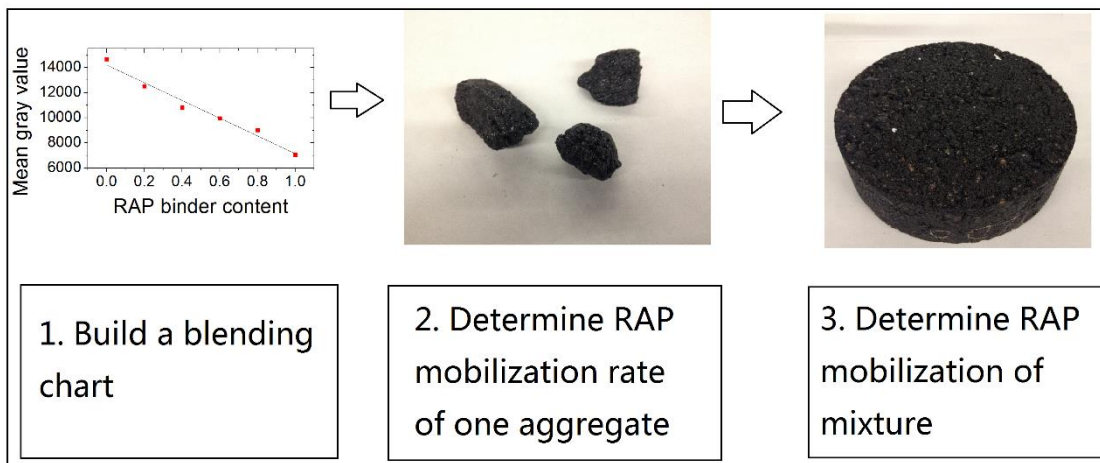 Mean gray value
14000
12000
10000
8000
6000
0.0 0.2 0.4 0.6 0.8 1.0
RAP binder content
1. Build a blending
chart
2. Determine RAP
mobilization rate
of one aggregate
3. Determine RAP
mobilization of
mixture